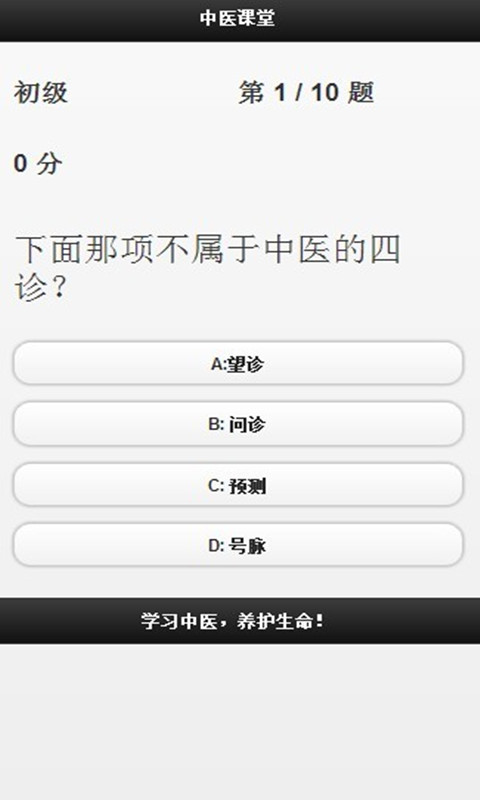 中医课堂
初级 第 1 / 10 题
0 分
下面那项不属于中医的四
诊？
A:望诊
B: 问诊
C: 预测
D: 号脉
学习中医，养护生命！